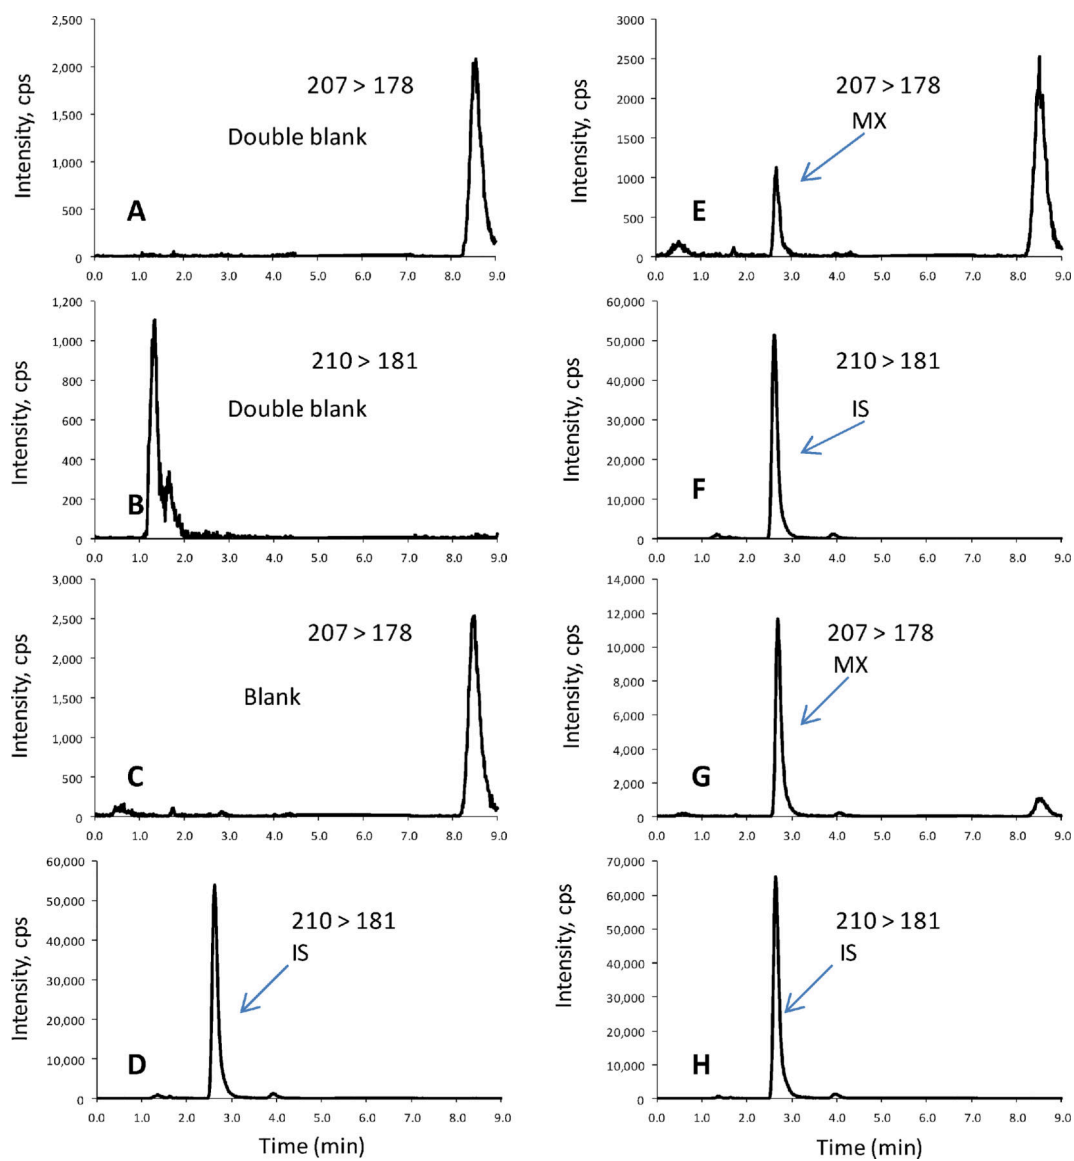 2,500
2,000
1,500
1,000
500
0
Intensity, cps
207 > 178
Double blank
A
0.0 1.0 2.0 3.0 4.0 5.0 6.0 7.0 8.0 9.0
3000
2500
2000
1500
1000
500
0
Intensity, cps
207 > 178
MX
E
0.0 1.0 2.0 3.0 4.0 5.0 6.0 7.0 8.0 9.0
1,200
1,000
800
600
400
200
0
Intensity, cps
210 > 181
Double blank
B
0.0 1.0 2.0 3.0 4.0 5.0 6.0 7.0 8.0 9.0
60,000
50,000
40,000
30,000
20,000
10,000
0
Intensity, cps
210 > 181
IS
F
0.0 1.0 2.0 3.0 4.0 5.0 6.0 7.0 8.0 9.0
3,000
2,500
2,000
1,500
1,000
500
0
Intensity, cps
207 > 178
Blank
C
0.0 1.0 2.0 3.0 4.0 5.0 6.0 7.0 8.0 9.0
14,000
12,000
10,000
8,000
6,000
4,000
2,000
0
Intensity, cps
207 > 178
MX
G
0.0 1.0 2.0 3.0 4.0 5.0 6.0 7.0 8.0 9.0
60,000
50,000
40,000
30,000
20,000
10,000
0
Intensity, cps
210 > 181
IS
D
0.0 1.0 2.0 3.0 4.0 5.0 6.0 7.0 8.0 9.0
Time (min)
70,000
60,000
50,000
40,000
30,000
20,000
10,000
0
Intensity, cps
210 > 181
IS
H
0.0 1.0 2.0 3.0 4.0 5.0 6.0 7.0 8.0 9.0
Time (min)